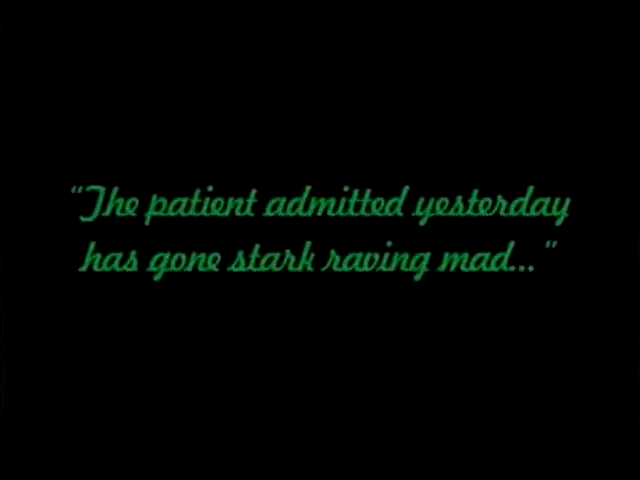 "The patient admitted yesterday
has gone stark raving mad..."